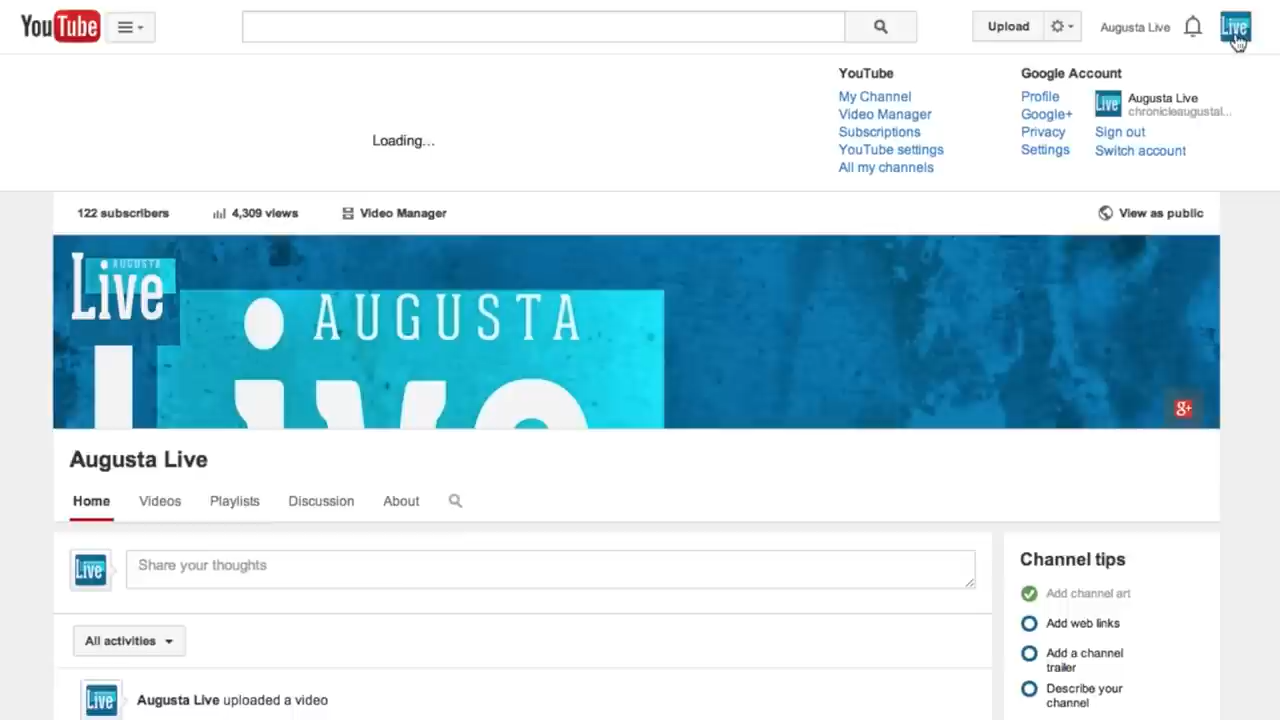 YouTube
Upload
Augusta Live
Live
YouTube
My Channel
Video Manager
Subscriptions
YouTube settings
All my channels
Google Account
Profile
Google+
Privacy
Settings
Live
Augusta Live
chronicleaugustal...
Sign out
Switch account
Loading...
122 subscribers
4,309 views
Video Manager
View as public
AUGUSTA
Live
AUGUSTA
Live
g+
Augusta Live
Home
Videos
Playlists
Discussion
About
Live
Share your thoughts
All activities
Live
Augusta Live uploaded a video
Channel tips
Add channel art
Add web links
Add a channel
trailer
Describe your
channel